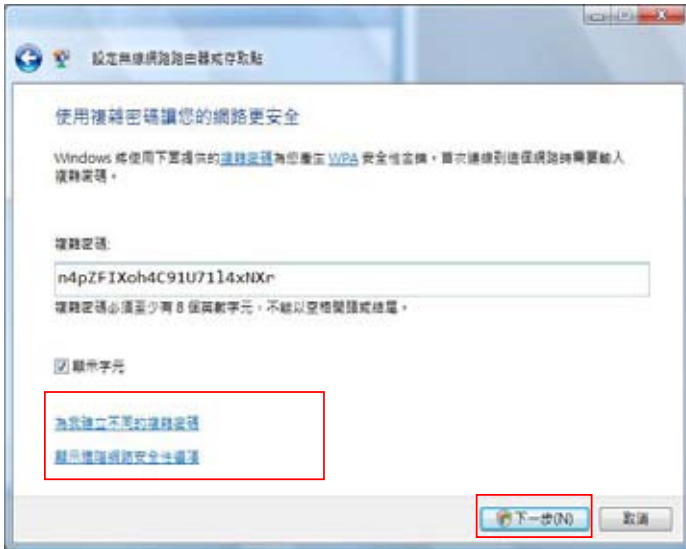 設定無線網路路由器或存取點
使用複雜密碼讓您的網路更安全
Windows 將使用下面提供的複雜密碼為您產生 WPA 安全性金鑰。首次連線到這個網路時需要輸入
複雜密碼。
複雜密碼:
n4pZFIXoh4C91U71l4xNXr
複雜密碼必須至少有 8 個英數字元，不能以空格開頭或結尾。
顯示字元
為我建立不同的複雜密碼
顯示進階網路安全性選項
下一步(N)
取消